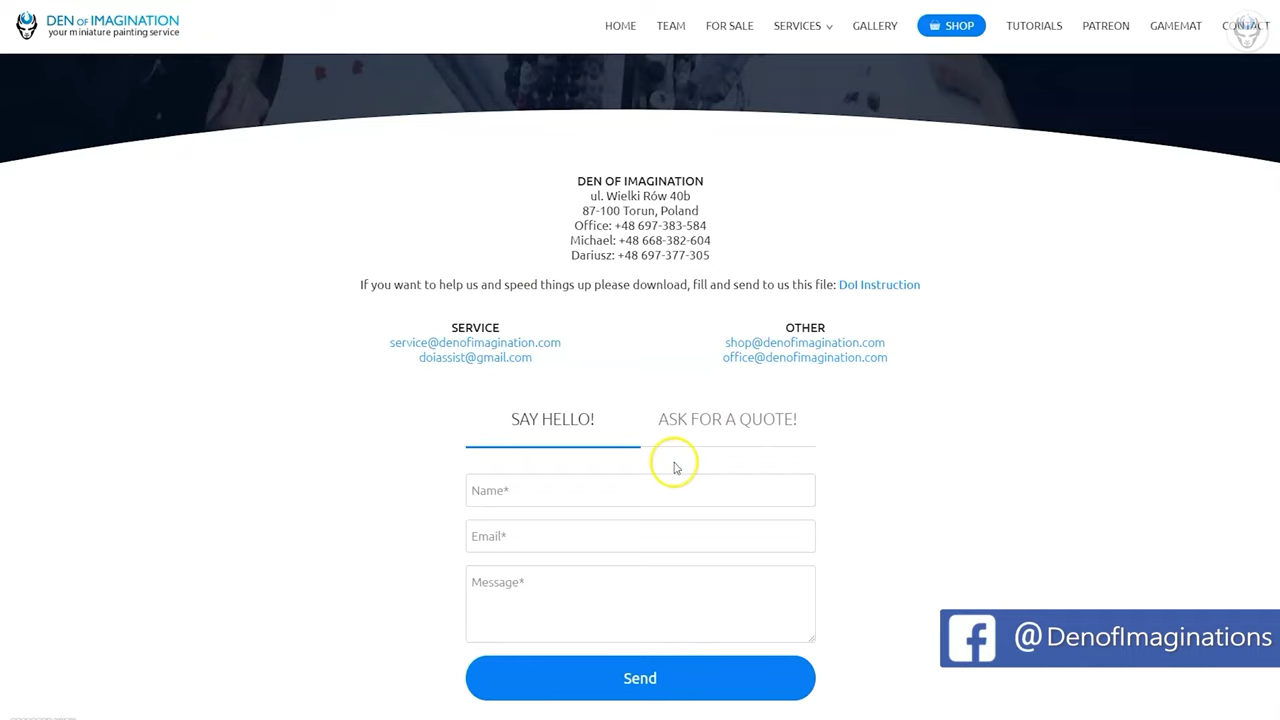 DEN OF IMAGINATION
your miniature painting service
HOME TEAM FOR SALE SERVICES GALLERY SHOP TUTORIALS PATREON GAMEMAT CONTACT
DEN OF IMAGINATION
ul. Wielki Rów 40b
87-100 Torun, Poland
Office: +48 697-383-584
Michael: +48 668-382-604
Dariusz: +48 697-377-305
If you want to help us and speed things up please download, fill and send to us this file: DoI Instruction
SERVICE
service@denofimagination.com
doiassist@gmail.com
OTHER
shop@denofimagination.com
office@denofimagination.com
SAY HELLO! ASK FOR A QUOTE!
Name*
Email*
Message*
Send
@DenofImaginations